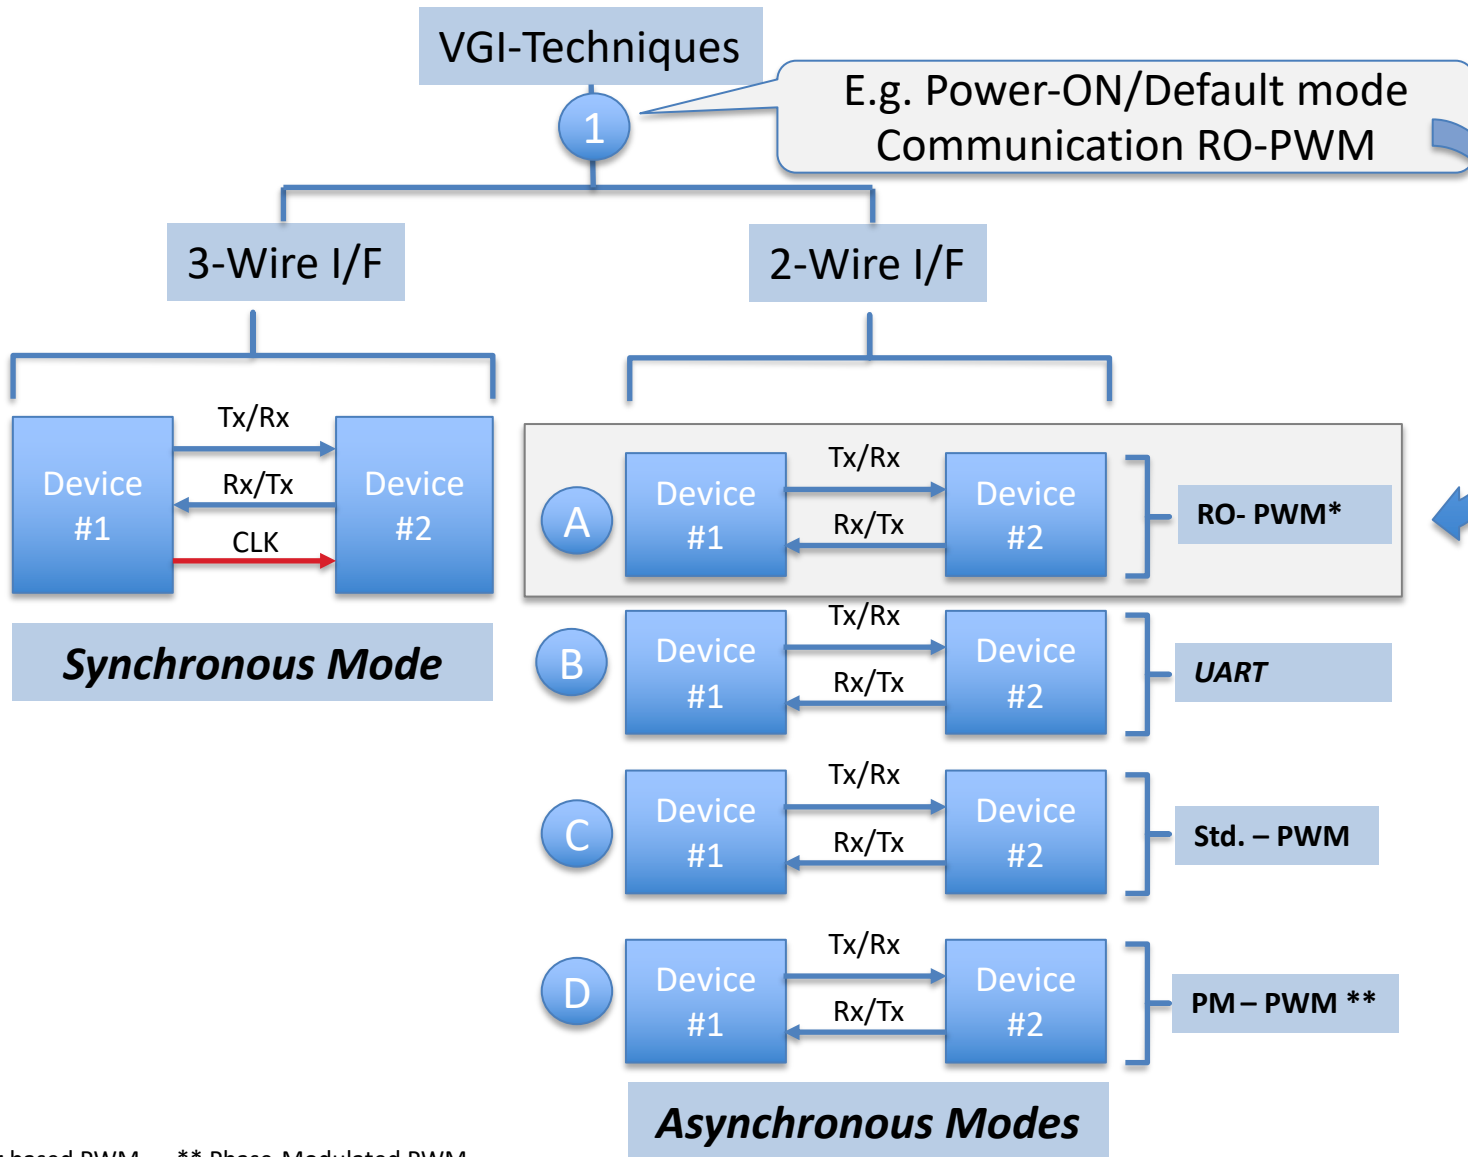 VGI-Techniques
1
E.g. Power-ON/Default mode
Communication RO-PWM
3-Wire I/F
2-Wire I/F
Tx/Rx
Rx/Tx
CLK
Device
#1
Device
#2
Synchronous Mode
A
Device
#1
Tx/Rx
Rx/Tx
Device
#2
RO- PWM*
B
Device
#1
Tx/Rx
Rx/Tx
Device
#2
UART
C
Device
#1
Tx/Rx
Rx/Tx
Device
#2
Std. – PWM
D
Device
#1
Tx/Rx
Rx/Tx
Device
#2
PM – PWM **
Asynchronous Modes
based PWM ** Phase-Modulated PWM